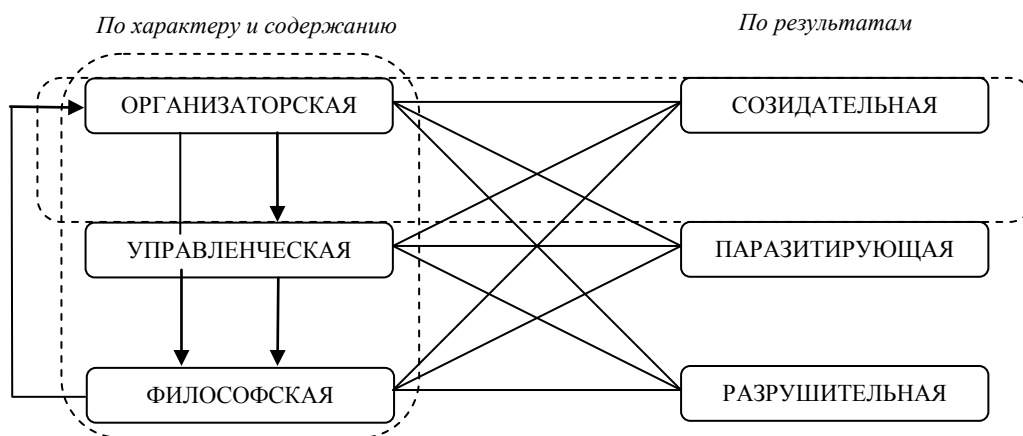 По характеру и содержанию
По результатам
ОРГАНИЗАТОРСКАЯ
СОЗИДАТЕЛЬНАЯ
УПРАВЛЕНЧЕСКАЯ
ПАРАЗИТИРУЮЩАЯ
ФИЛОСОФСКАЯ
РАЗРУШИТЕЛЬНАЯ